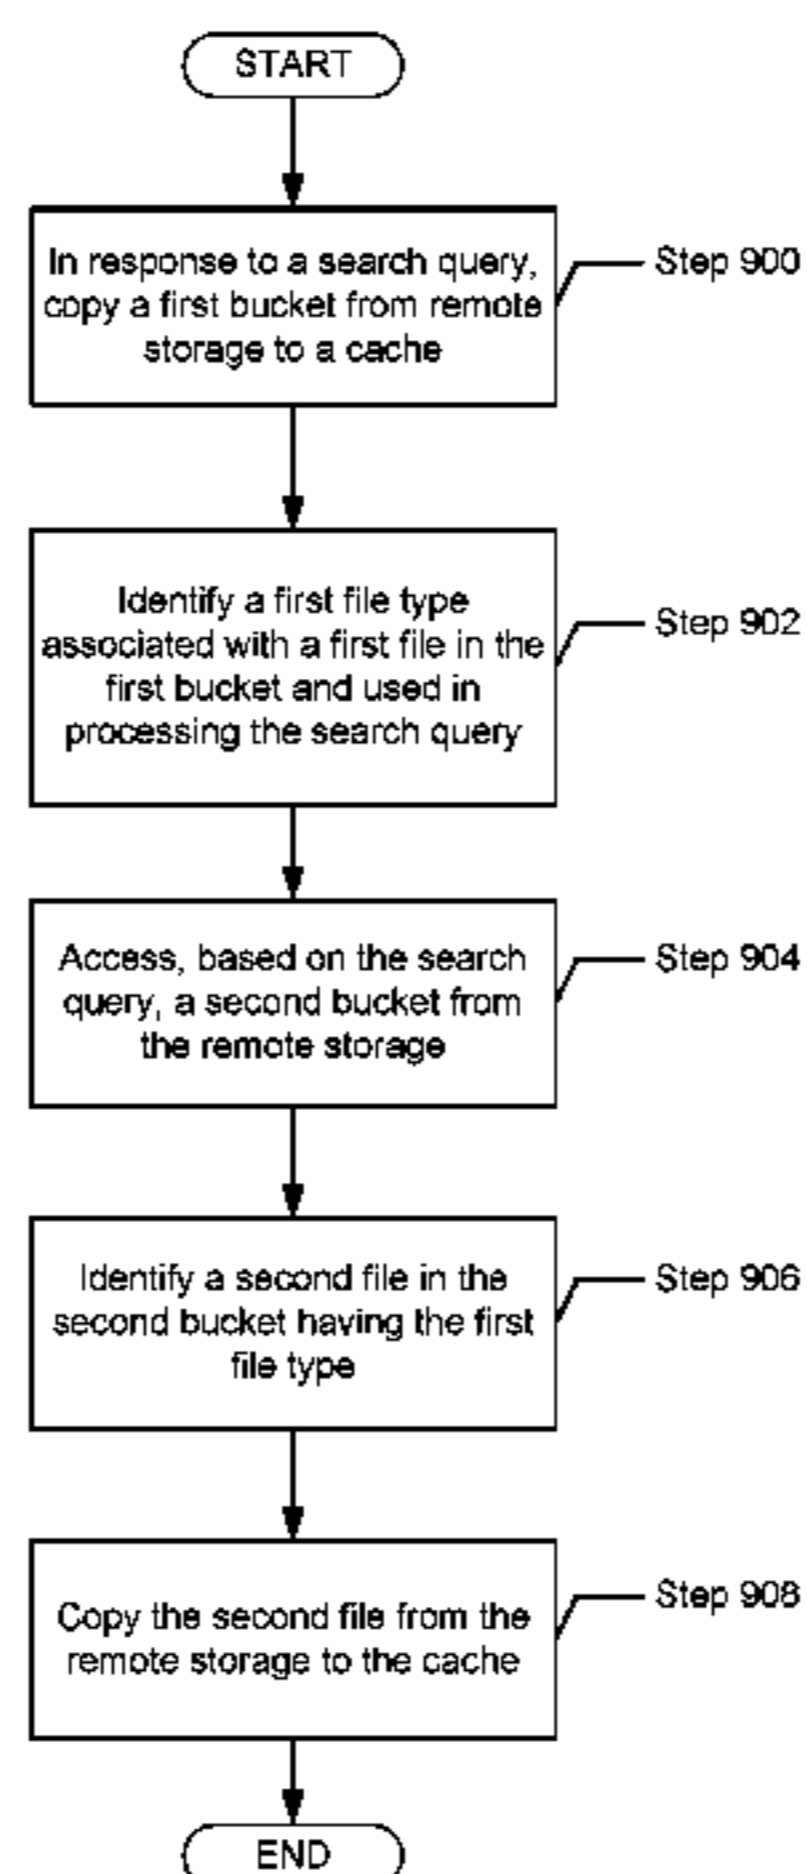 START
In response to a search query,
copy a first bucket from remote
storage to a cache
Step 900
Identify a first file type
associated with a first file in the
first bucket and used in
processing the search query
Step 902
Access, based on the search
query, a second bucket from
the remote storage
Step 904
Identify a second file in the
second bucket having the first
file type
Step 906
Copy the second file from the
remote storage to the cache
Step 908
END